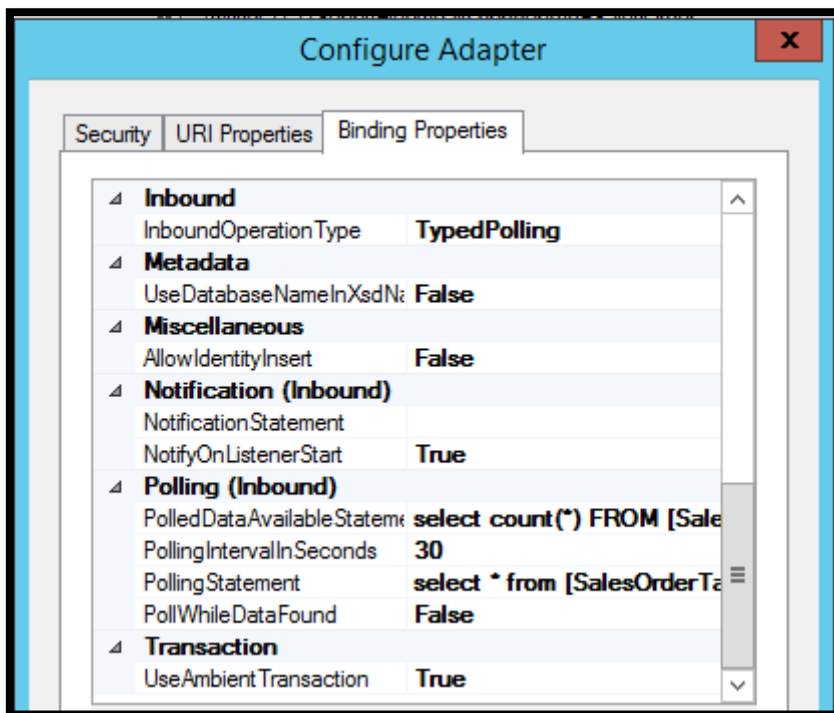 Configure Adapter
x
Security URI Properties Binding Properties
Inbound
InboundOperationType TypedPolling
Metadata
UseDatabaseNameInXsdNa False
Miscellaneous
AllowIdentityInsert False
Notification (Inbound)
NotificationStatement
NotifyOnListenerStart True
Polling (Inbound)
PolledDataAvailableStateme select count(*) FROM [Sale
PollingIntervalInSeconds 30
PollingStatement select * from [SalesOrderTa
PollWhileDataFound False
Transaction
UseAmbientTransaction True